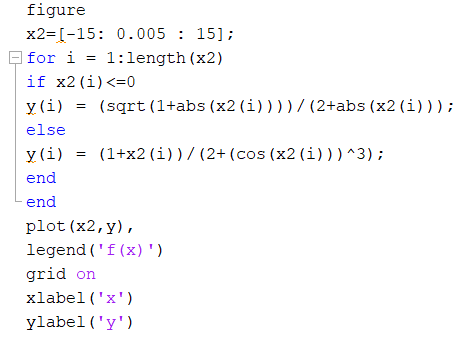 figure
x2=[-15: 0.005 : 15];
for i = 1:length(x2)
if x2(i)<=0
y(i) = (sqrt(1+abs(x2(i))))/(2+abs(x2(i)));
else
y(i) = (1+x2(i))/(2+(cos(x2(i)))^3);
end
end
plot(x2,y),
legend('f(x)')
grid on
xlabel('x')
ylabel('y')